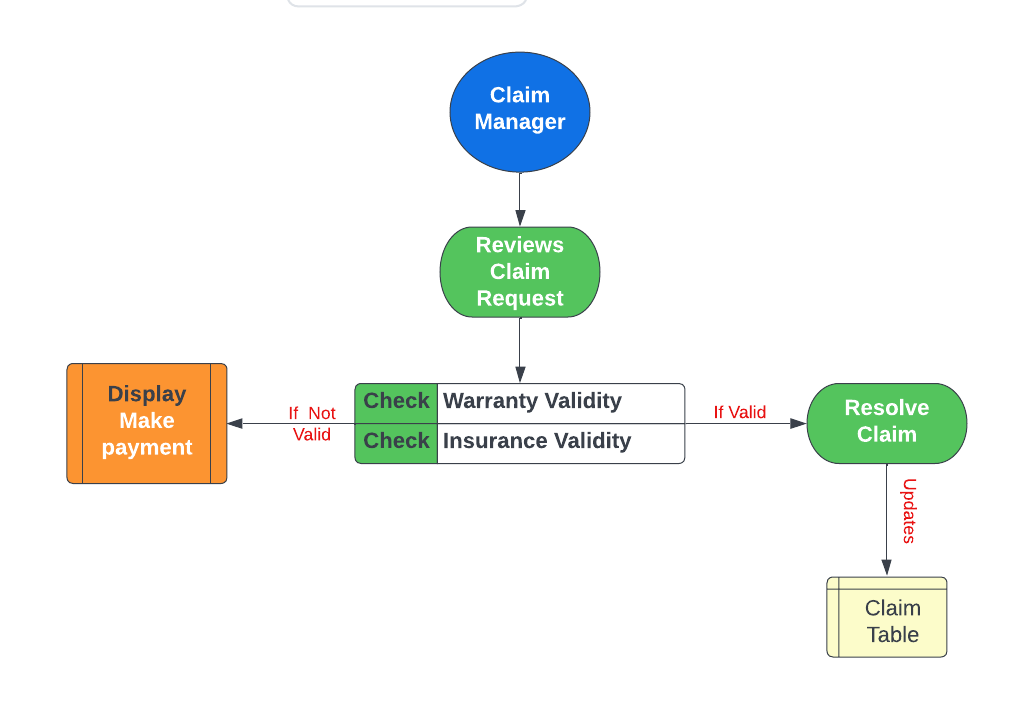 Claim
Manager
Reviews
Claim
Request
Display
Make
payment
If  Not
Valid
Check Warranty Validity
Check Insurance Validity
If Valid
Resolve
Claim
Updates
Claim
Table